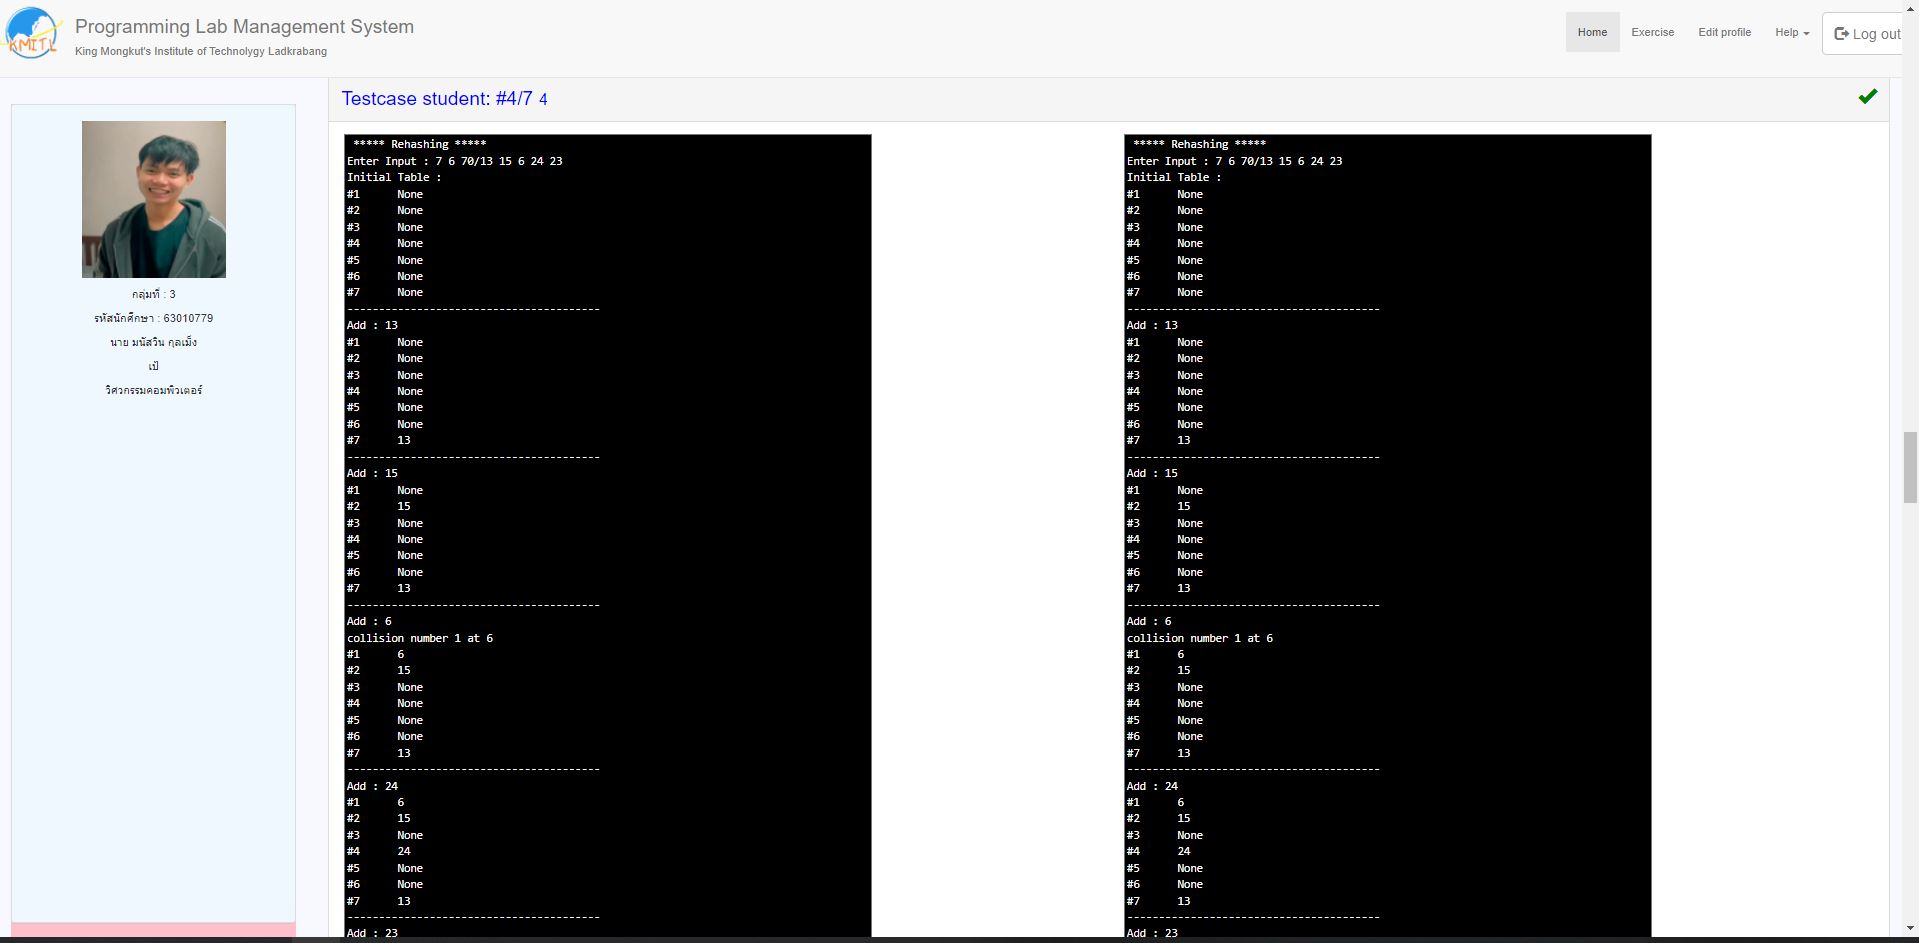 KMITL
Programming Lab Management System
King Mongkut's Institute of Technolygy Ladkrabang
Home
Exercise
Edit profile
Help
Log out
กลุ่มที่ : 3
รหัสนักศึกษา : 63010779
นาย มนัสวิน กุลเม็ง
เป้
วิศวกรรมคอมพิวเตอร์
Testcase student: #4/7 4
***** Rehashing *****
Enter Input : 7 6 70/13 15 6 24 23
Initial Table :
#1 None
#2 None
#3 None
#4 None
#5 None
#6 None
#7 None
----------------------------------------
Add : 13
#1 None
#2 None
#3 None
#4 None
#5 None
#6 None
#7 13
----------------------------------------
Add : 15
#1 None
#2 15
#3 None
#4 None
#5 None
#6 None
#7 13
----------------------------------------
Add : 6
collision number 1 at 6
#1 6
#2 15
#3 None
#4 None
#5 None
#6 None
#7 13
----------------------------------------
Add : 24
#1 6
#2 15
#3 None
#4 24
#5 None
#6 None
#7 13
----------------------------------------
Add : 23
***** Rehashing *****
Enter Input : 7 6 70/13 15 6 24 23
Initial Table :
#1 None
#2 None
#3 None
#4 None
#5 None
#6 None
#7 None
----------------------------------------
Add : 13
#1 None
#2 None
#3 None
#4 None
#5 None
#6 None
#7 13
----------------------------------------
Add : 15
#1 None
#2 15
#3 None
#4 None
#5 None
#6 None
#7 13
----------------------------------------
Add : 6
collision number 1 at 6
#1 6
#2 15
#3 None
#4 None
#5 None
#6 None
#7 13
----------------------------------------
Add : 24
#1 6
#2 15
#3 None
#4 24
#5 None
#6 None
#7 13
----------------------------------------
Add : 23